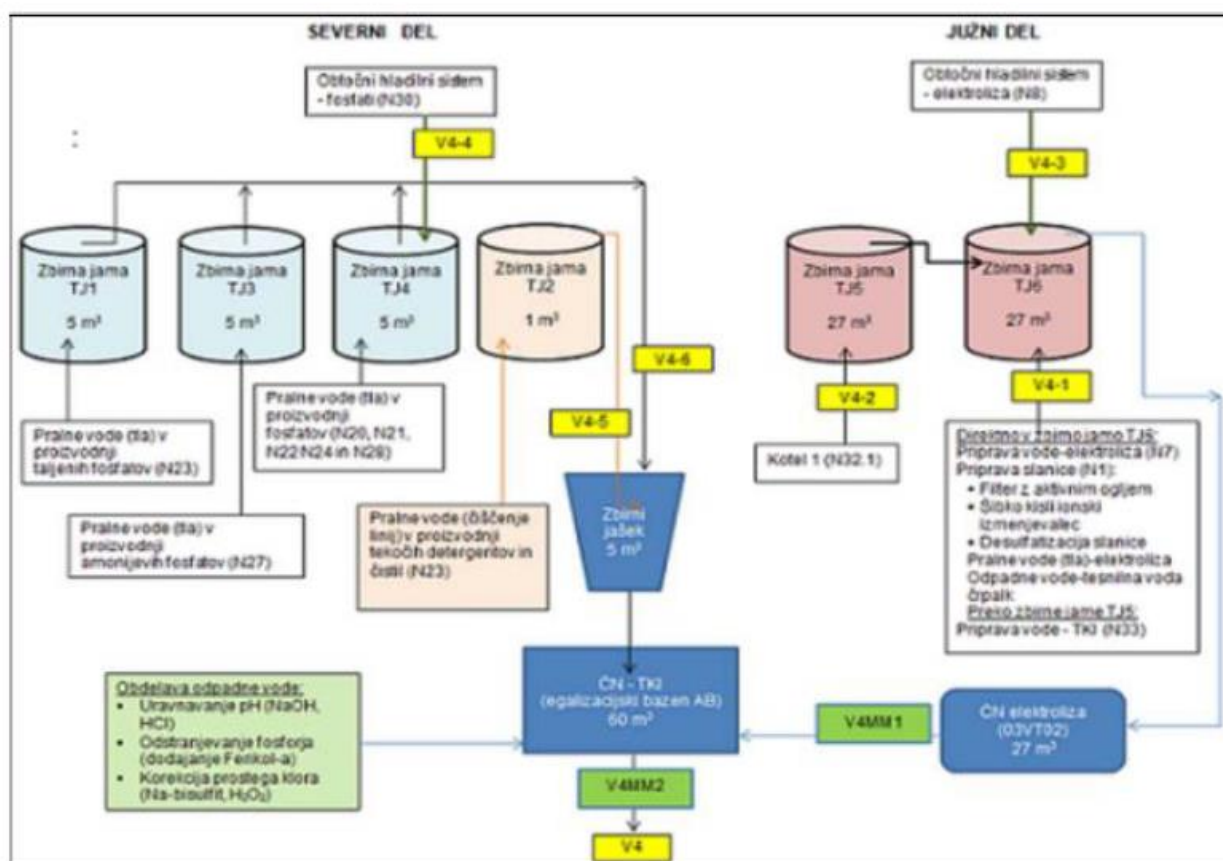 SEVERNI DEL
JUŽNI DEL
Obtočni hladilni sistem
- fosfati (N30)
Obtočni hladilni sistem
- elektroliza (N8)
:
V4-4
V4-3
Zbirna jama
TJ1
5 m³
Zbirna jama
TJ3
5 m³
Zbirna jama
TJ4
5 m³
Zbirna jama
TJ2
1 m³
Zbirna jama
TJ5
27 m³
Zbirna jama
TJ6
27 m³
V4-6
V4-5
V4-2
V4-1
Pralne vode (tla) v
proizvodnji
taljenih fosfatov (N23)
Pralne vode (tla) v
proizvodnji
fosfatov (N20, N21,
N22 N24 in N28)
Pralne vode (tla) v
proizvodnji
amonijevih fosfatov (N27)
Pralne vode (čiščenje
linij) v proizvodnji
tekočih detergentov in
čistil (N23)
Zbirni
jašek
5 m³
Kotel 1 (N32.1)
Direktno v zbirno jamo TJ6:
Priprava vode-elektroliza (N7)
Priprava slanice (N1):
• Filter z aktivnim ogljem
• Šibko kisli ionski
izmenjevalec
• Desulfatizacija slanice
Pralne vode (tla)-elektroliza
Odpadne vode-tesnilna voda
črpalk
Preko zbirne jame TJ5:
Priprava vode - TKI (N33)
Obdelava odpadne vode:
• Uravnavanje pH (NaOH,
HCl)
• Odstranjevanje fosforja
(dodajanje Ferikol-a)
• Korekcija prostega klora
(Na-bisulfit, H₂O₂)
ČN - TKI
(egalizacijski bazen AB)
60 m³
V4MM1
ČN elektroliza
(03VT02)
27 m³
V4MM2
V4